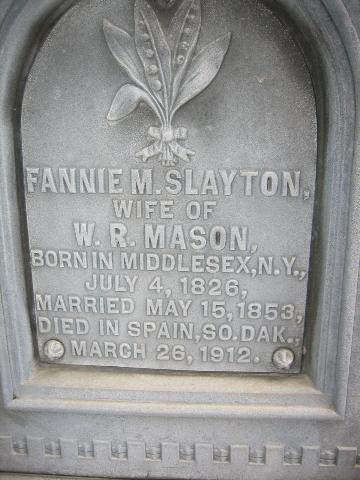 FANNIE M. SLAYTON,
WIFE OF
W. R. MASON,
BORN IN MIDDLESEX, N.Y.,
JULY 4, 1826,
MARRIED MAY 15, 1853,
DIED IN SPAIN, SO. DAK.,
MARCH 26, 1912.